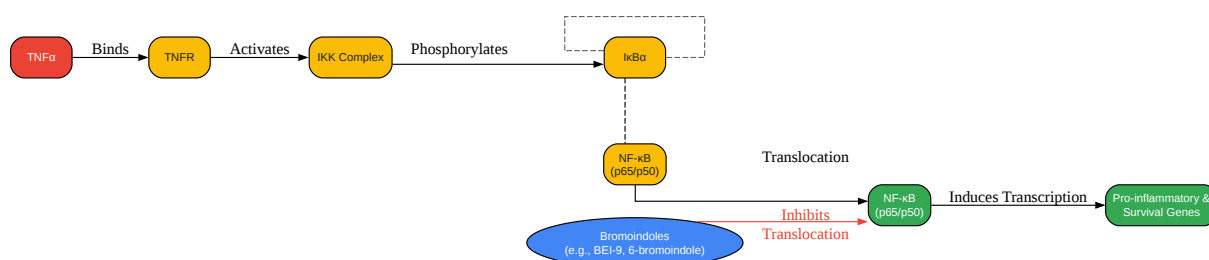 TNFα
Binds
TNFR
Activates
IKK Complex
Phosphorylates
IκBα
NF-κB
(p65/p50)
Translocation
NF-κB
(p65/p50)
Induces Transcription
Pro-inflammatory &
Survival Genes
Inhibits
Translocation
Bromoindoles
(e.g., BEI-9, 6-bromoindole)